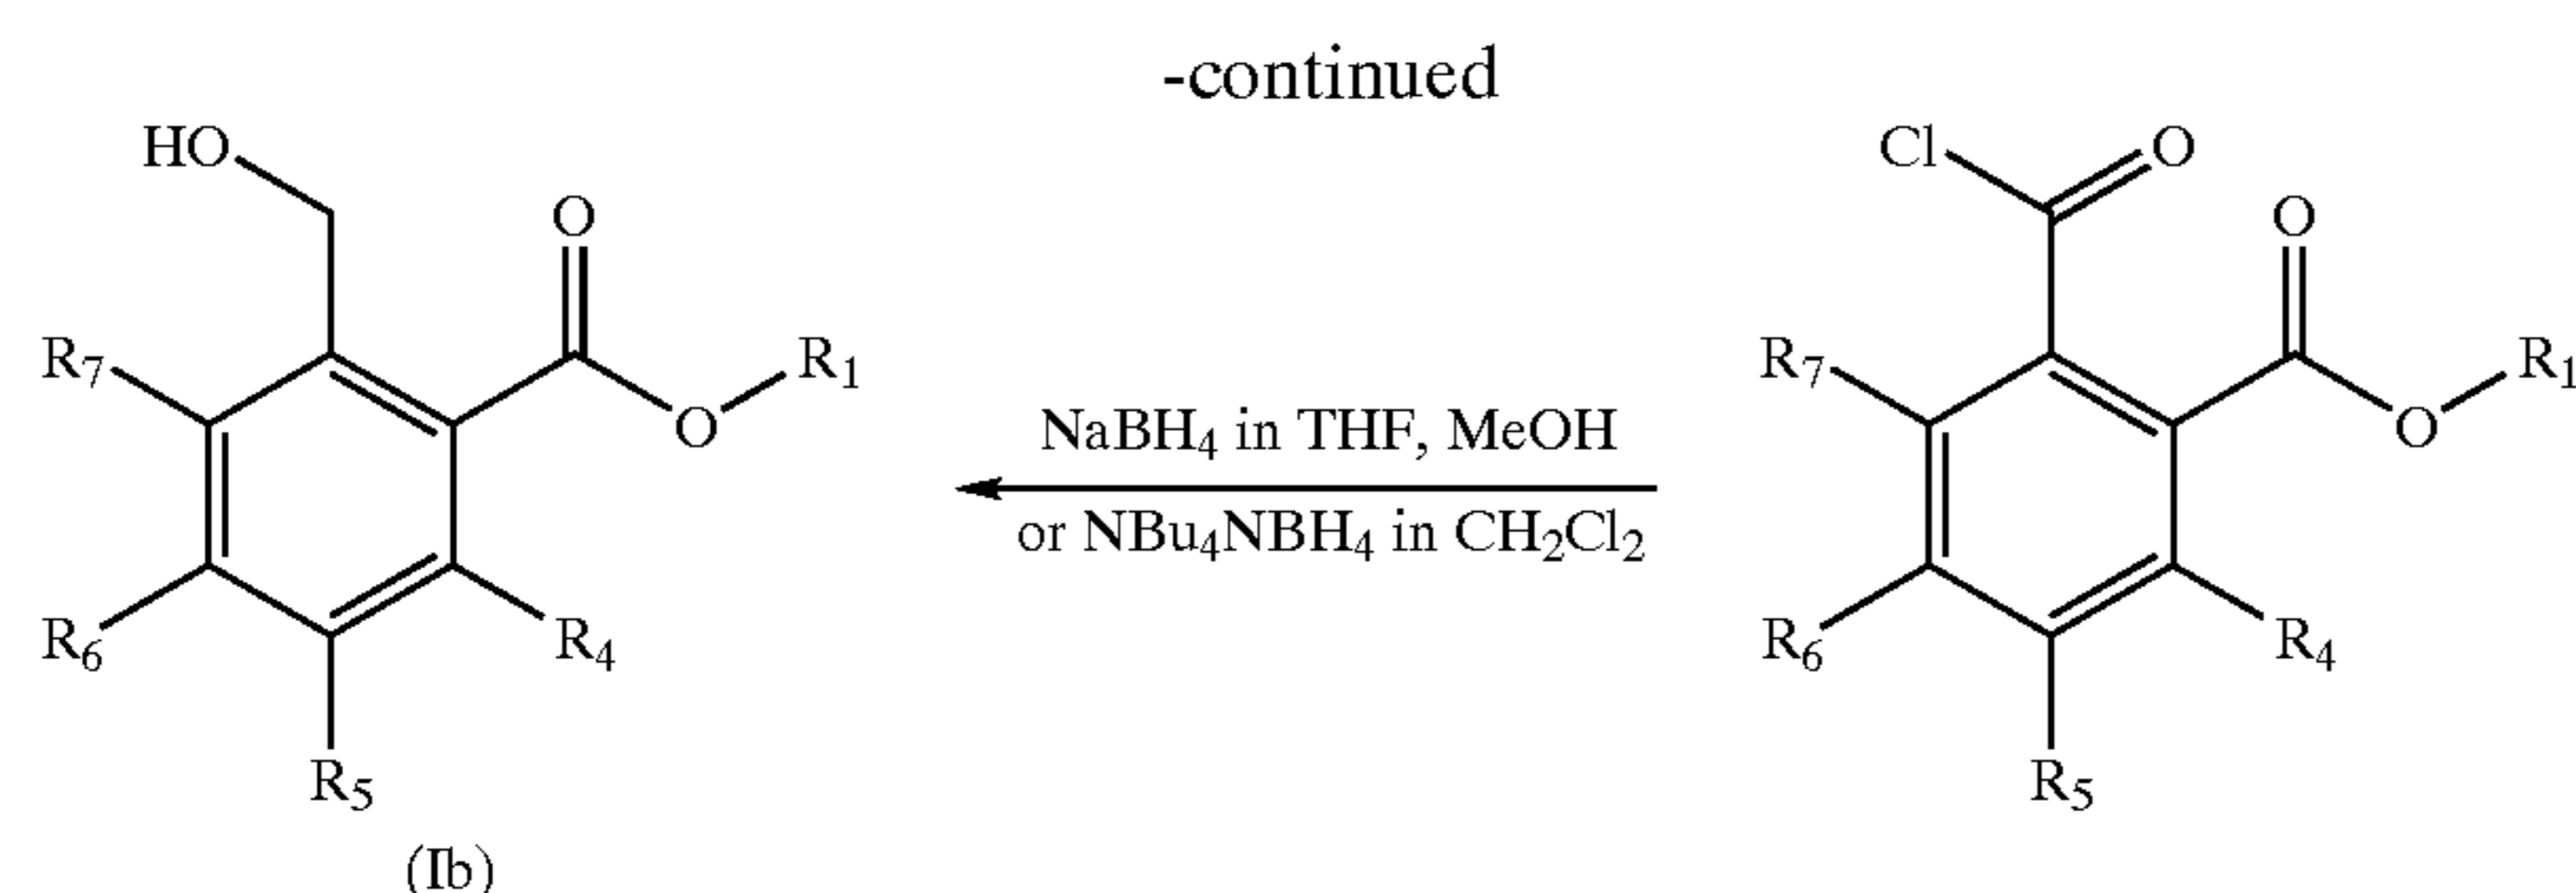 -continued
HO
O
R7
R1
R6
R4
R5
(Ib)
NaBH4 in THF, MeOH
or NBu4NBH4 in CH2Cl2
Cl
O
O
R7
R1
O
R6
R4
R5
O